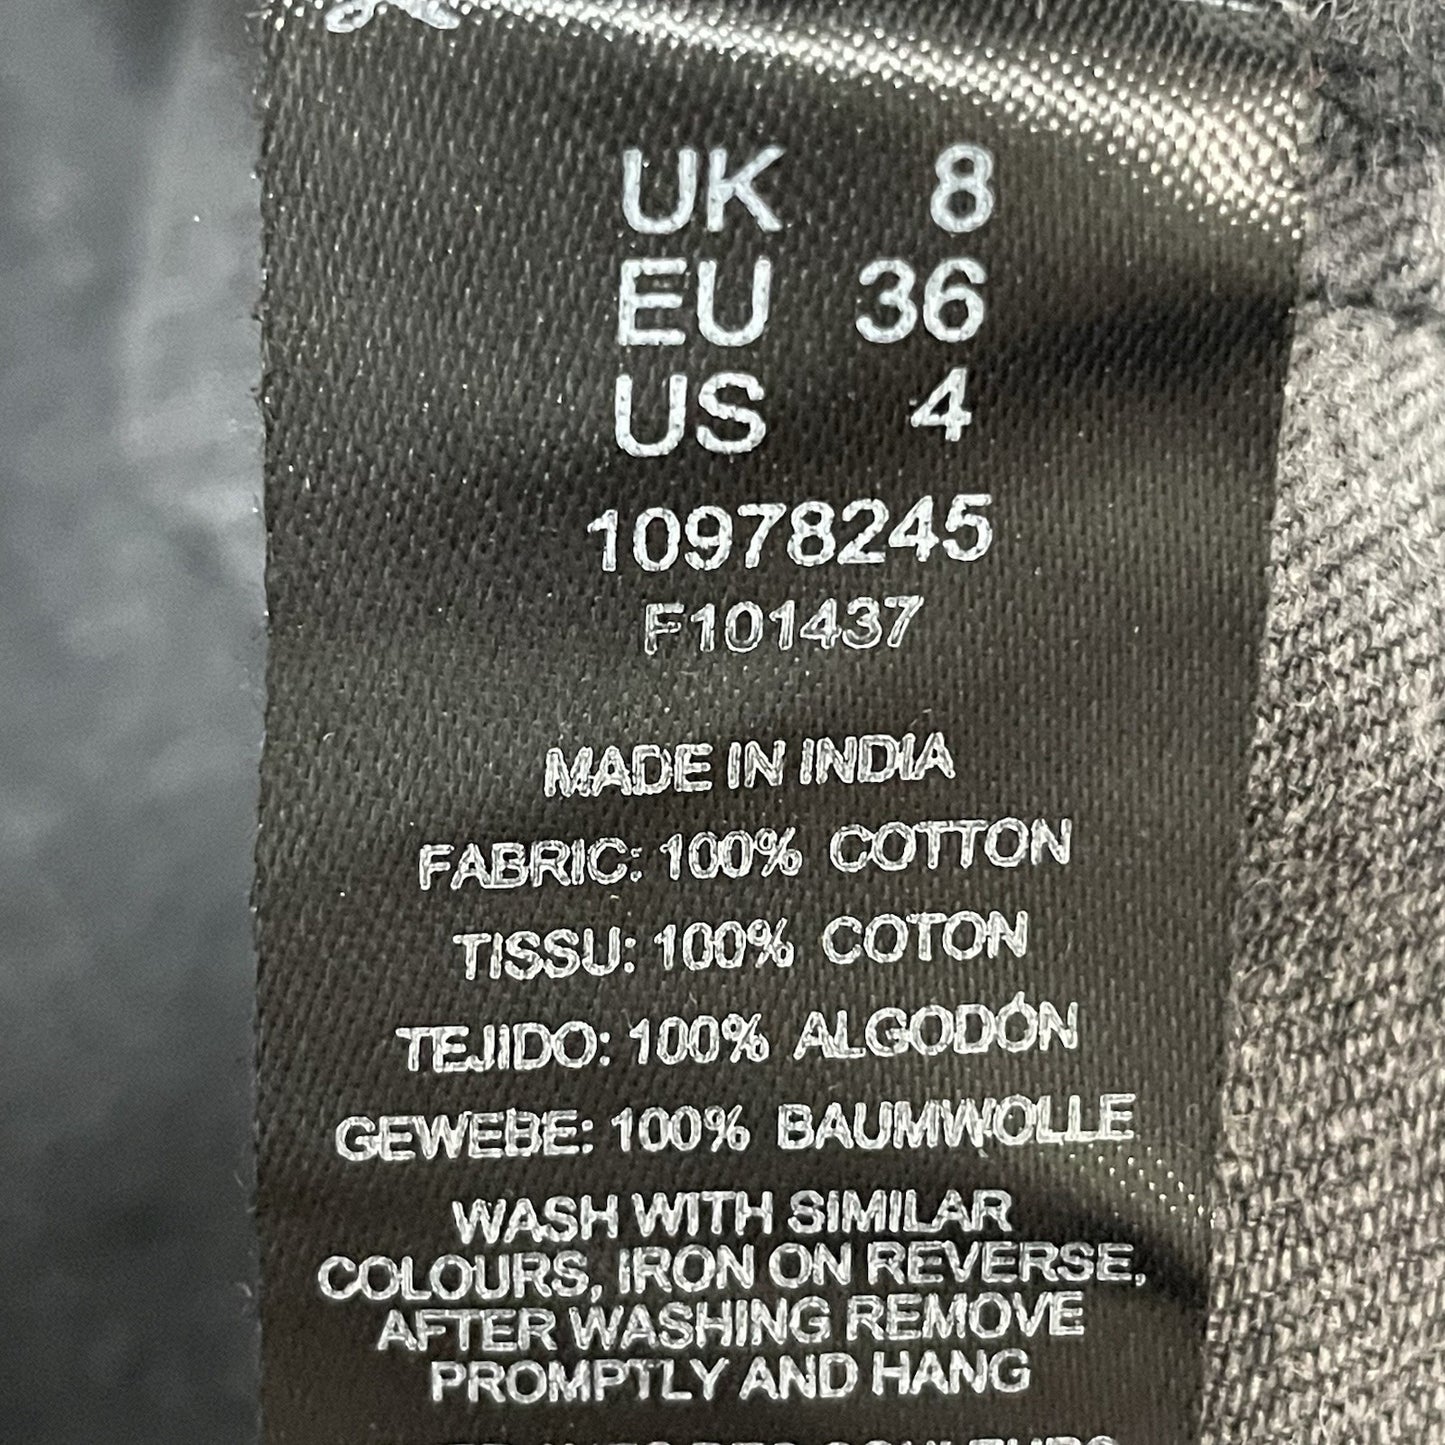 UK 8
EU 36
US 4
10978245
F101437
MADE IN INDIA
FABRIC: 100% COTTON
TISSU: 100% COTON
TEJIDO: 100% ALGODÓN
GEWEBE: 100% BAUMWOLLE
WASH WITH SIMILAR
COLOURS, IRON ON REVERSE,
AFTER WASHING REMOVE
PROMPTLY AND HANG